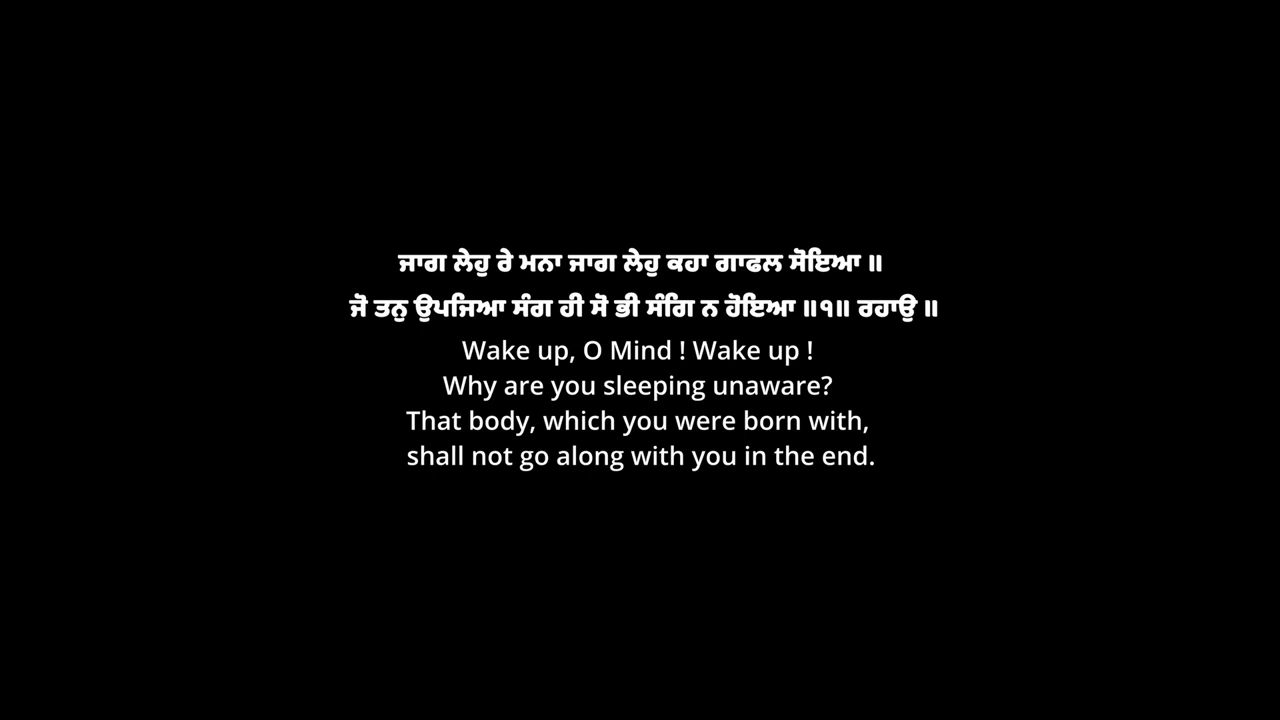 ਜਾਗ ਲੇਹੁ ਰੇ ਮਨਾ ਜਾਗ ਲੇਹੁ ਕਹਾ ਗਾਫਲ ਸੋਇਆ ॥
ਜੋ ਤਨੁ ਉਪਜਿਆ ਸੰਗ ਹੀ ਸੋ ਭੀ ਸੰਗਿ ਨ ਹੋਇਆ ॥੧॥ ਰਹਾਉ ॥
Wake up, O Mind ! Wake up !
Why are you sleeping unaware?
That body, which you were born with,
shall not go along with you in the end.